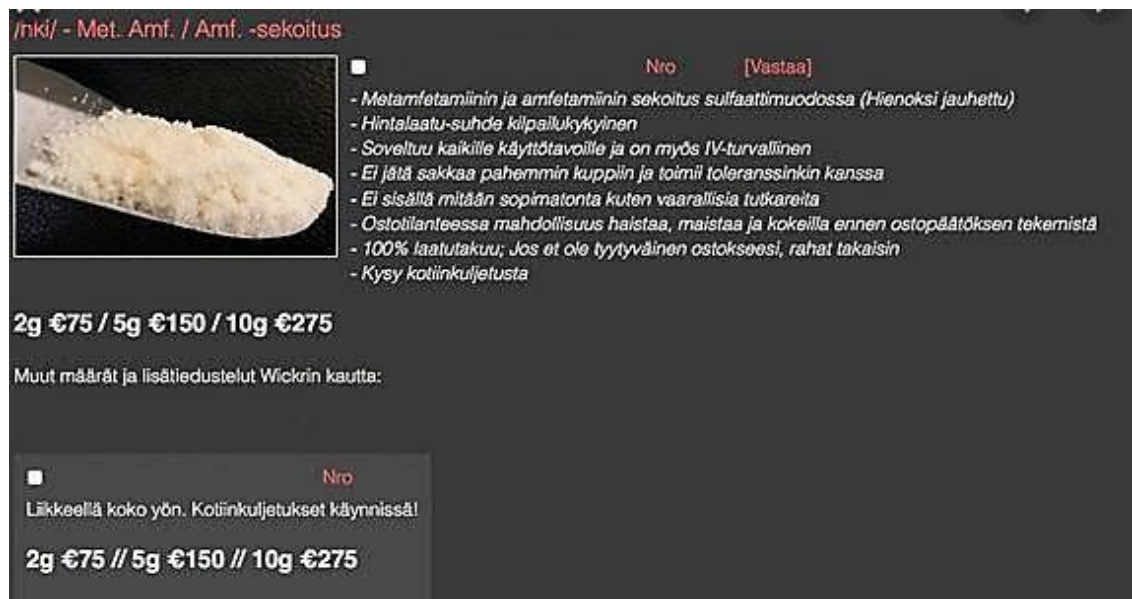 /nki/ - Met. Amf. / Amf. -sekoitus
Nro [Vastaa]
- Metamfetamiinin ja amfetamiinin sekoitus sulfaattimuodossa (Hienoksi jauhettu)
- Hintalaatu-suhde kilpailukykyinen
- Soveltuu kaikille käyttötavoille ja on myös IV-turvallinen
- Ei jätä sakkaa pahemmin kuppiin ja toimii toleranssinkin kanssa
- Ei sisällä mitään sopimatonta kuten vaarallisia tutkareita
- Ostotilanteessa mahdollisuus haistaa, maistaa ja kokeilla ennen ostopäätöksen tekemistä
- 100% laatutakuu; Jos et ole tyytyväinen ostokseesi, rahat takaisin
- Kysy kotiinkuljetusta
2g €75 / 5g €150 / 10g €275
Muut määrät ja lisätiedustelut Wickrin kautta:
Nro
Liikkeellä koko yön. Kotiinkuljetukset käynnissä!
2g €75 // 5g €150 // 10g €275